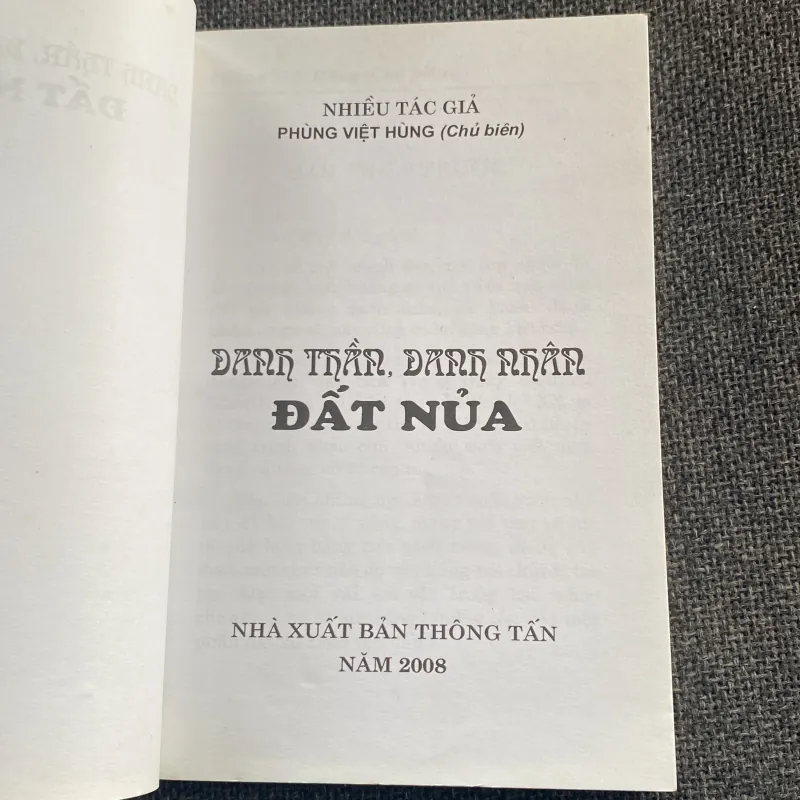 NHIỀU TÁC GIẢ
PHÙNG VIỆT HÙNG (Chủ biên)
DANH THẦN, DANH NHÂN
ĐẤT NỦA
NHÀ XUẤT BẢN THÔNG TẤN
NĂM 2008